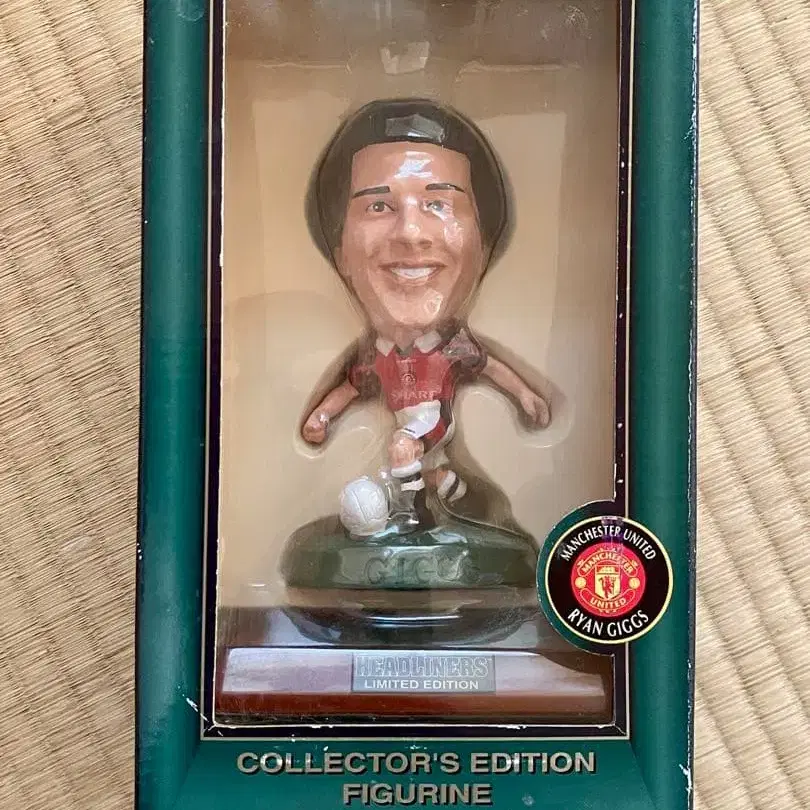 SHARP
GIGGS
MANCHESTER UNITED
MANCHESTER
UNITED
RYAN GIGGS
HEADLINERS
LIMITED EDITION
COLLECTOR'S EDITION
FIGURINE